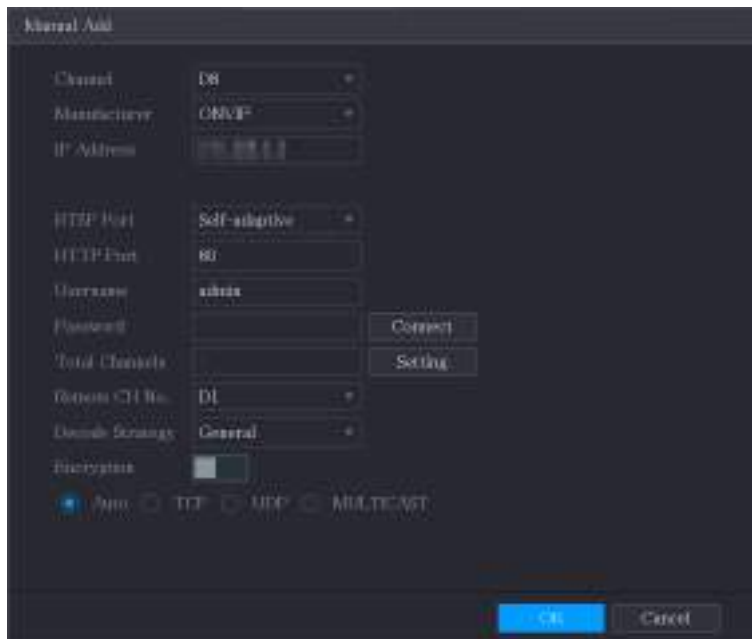 Manual Add
Channel D8
Manufacturer ONVIF
IP Address
RTSP Port Self-adaptive
HTTP Port 80
Username admin
Password Connect
Total Channels Setting
Remote CH No. D1
Decode Strategy General
Encryption
Auto TCP UDP MULTICAST
OK Cancel